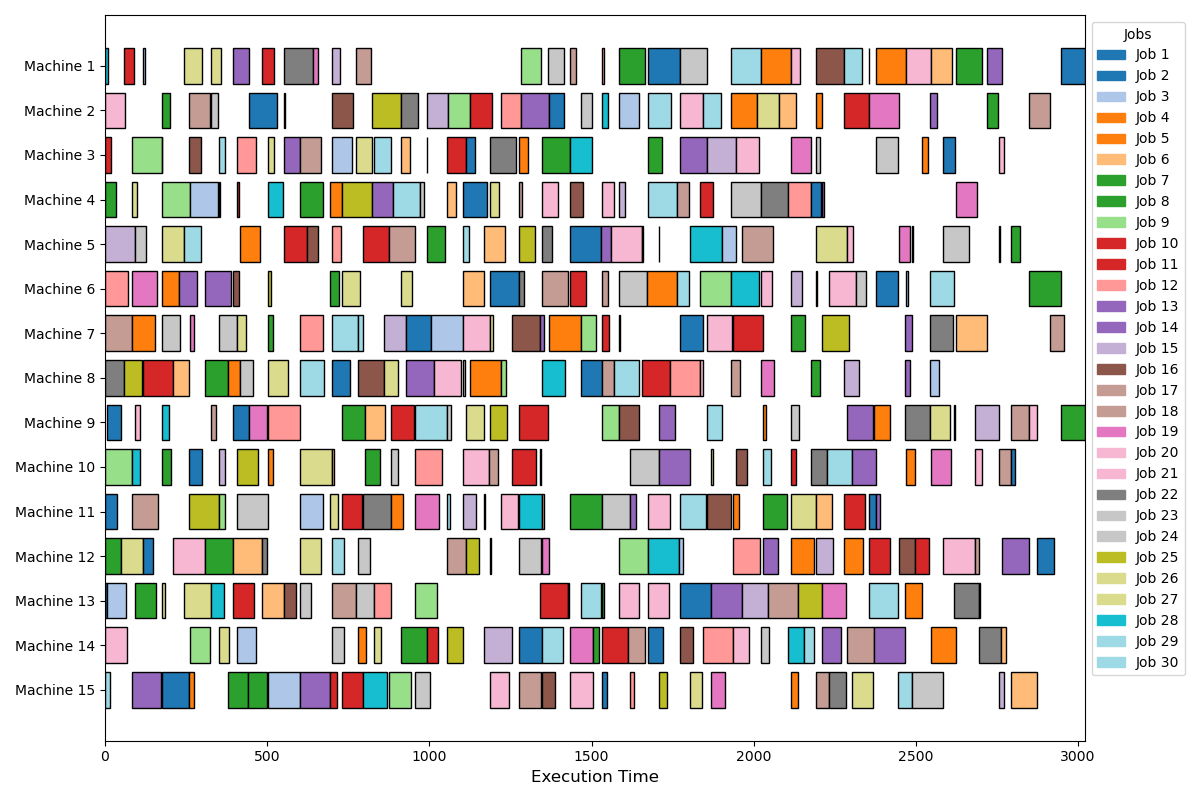 Machine 1
Machine 2
Machine 3
Machine 4
Machine 5
Machine 6
Machine 7
Machine 8
Machine 9
Machine 10
Machine 11
Machine 12
Machine 13
Machine 14
Machine 15
0 500 1000 1500 2000 2500 3000
Execution Time
Jobs
Job 1
Job 2
Job 3
Job 4
Job 5
Job 6
Job 7
Job 8
Job 9
Job 10
Job 11
Job 12
Job 13
Job 14
Job 15
Job 16
Job 17
Job 18
Job 19
Job 20
Job 21
Job 22
Job 23
Job 24
Job 25
Job 26
Job 27
Job 28
Job 29
Job 30